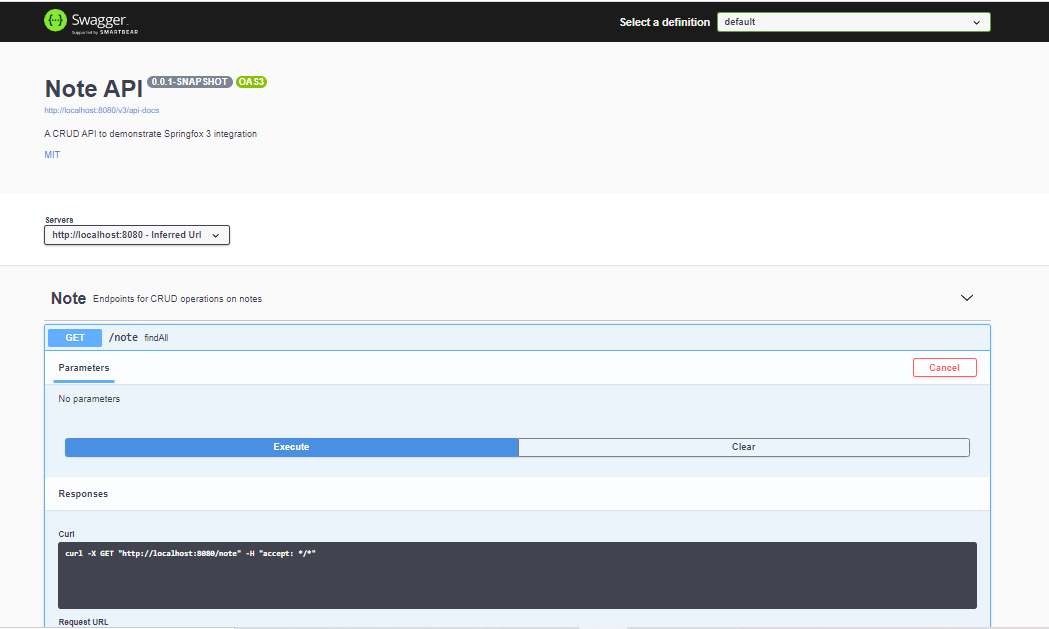 {···} Swagger.
Supported by SMARTBEAR
Select a definition default
Note API 0.0.1-SNAPSHOT OAS3
http://localhost:8080/v3/api-docs
A CRUD API to demonstrate Springfox 3 integration
MIT
Servers
http://localhost:8080 - Inferred Url
Note Endpoints for CRUD operations on notes
GET /note findAll
Parameters Cancel
No parameters
Execute Clear
Responses
Curl
curl -X GET "http://localhost:8080/note" -H "accept: */*"
Request URL